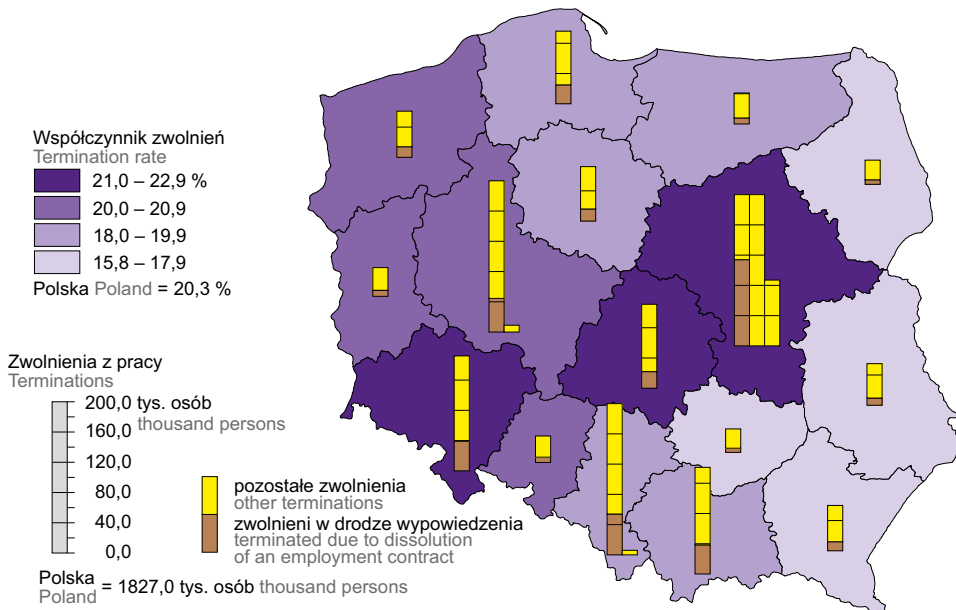 Współczynnik zwolnień
Termination rate
21,0 – 22,9 %
20,0 – 20,9
18,0 – 19,9
15,8 – 17,9
Polska Poland = 20,3 %
Zwolnienia z pracy
Terminations
200,0 tys. osób
thousand persons
160,0
120,0
80,0
40,0
0,0
pozostałe zwolnienia
other terminations
zwolnieni w drodze wypowiedzenia
terminated due to dissolution
of an employment contract
Polska
Poland = 1827,0 tys. osób thousand persons